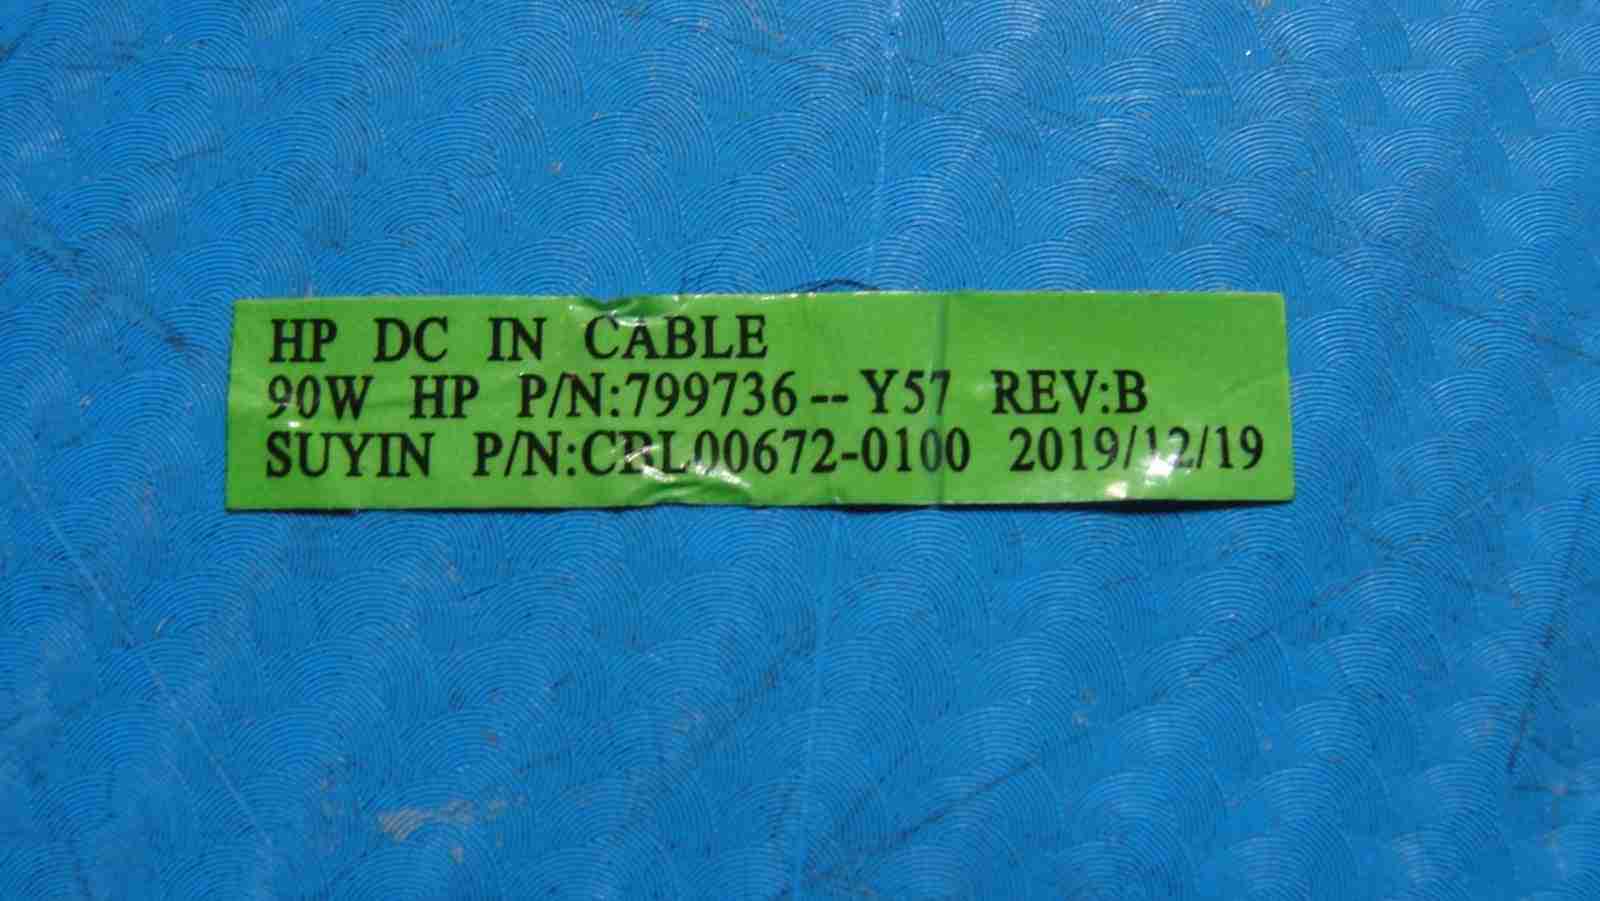 HP DC IN CABLE
90W HP P/N:799736--Y57 REV:B
SUYIN P/N:CBL00672-0100 2019/12/19